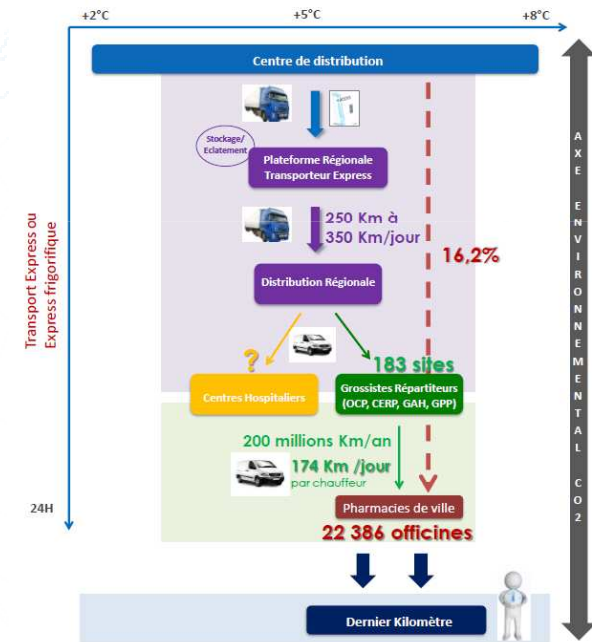 +2°C
+5°C
+8°C
Centre de distribution
Stockage/
Eclatement
Plateforme Régionale
Transporteur Express
250 Km à
350 Km/jour
16,2%
Transport Express ou
Express frigorifique
Distribution Régionale
?
183 sites
Centres Hospitaliers
Grossistes Répartiteurs
(OCP, CERP, GAH, GPP)
200 millions Km/an
174 Km /jour
par chauffeur
24H
Pharmacies de ville
22 386 officines
Dernier Kilomètre
AXE ENVIRONNEMENTAL CO2